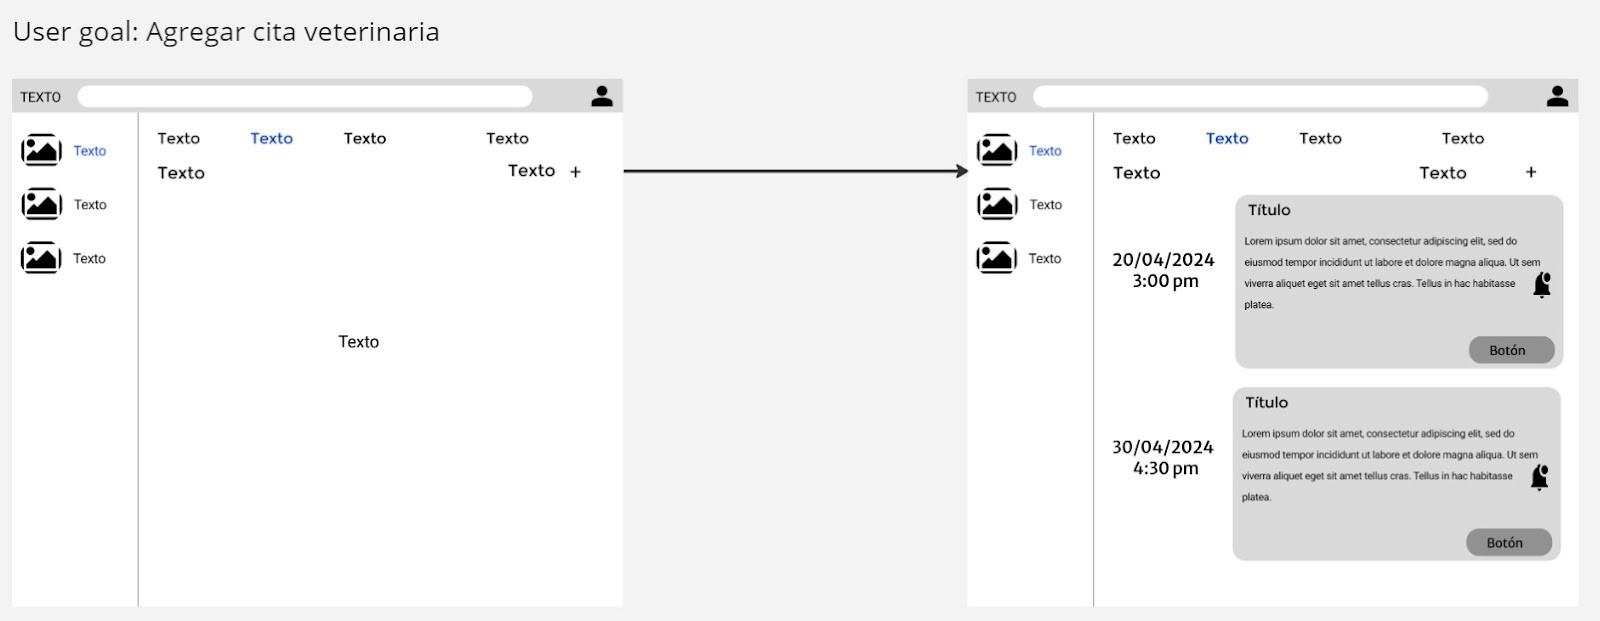 User goal: Agregar cita veterinaria
TEXTO
Texto
Texto
Texto
Texto Texto Texto Texto
Texto Texto +
Texto
TEXTO
Texto
Texto
Texto
Texto Texto Texto Texto
Texto Texto +
20/04/2024
3:00 pm
Título
Lorem ipsum dolor sit amet, consectetur adipiscing elit, sed do
eiusmod tempor incididunt ut labore et dolore magna aliqua. Ut sem
viverra aliquet eget sit amet tellus cras. Tellus in hac habitasse
platea.
Botón
30/04/2024
4:30 pm
Título
Lorem ipsum dolor sit amet, consectetur adipiscing elit, sed do
eiusmod tempor incididunt ut labore et dolore magna aliqua. Ut sem
viverra aliquet eget sit amet tellus cras. Tellus in hac habitasse
platea.
Botón